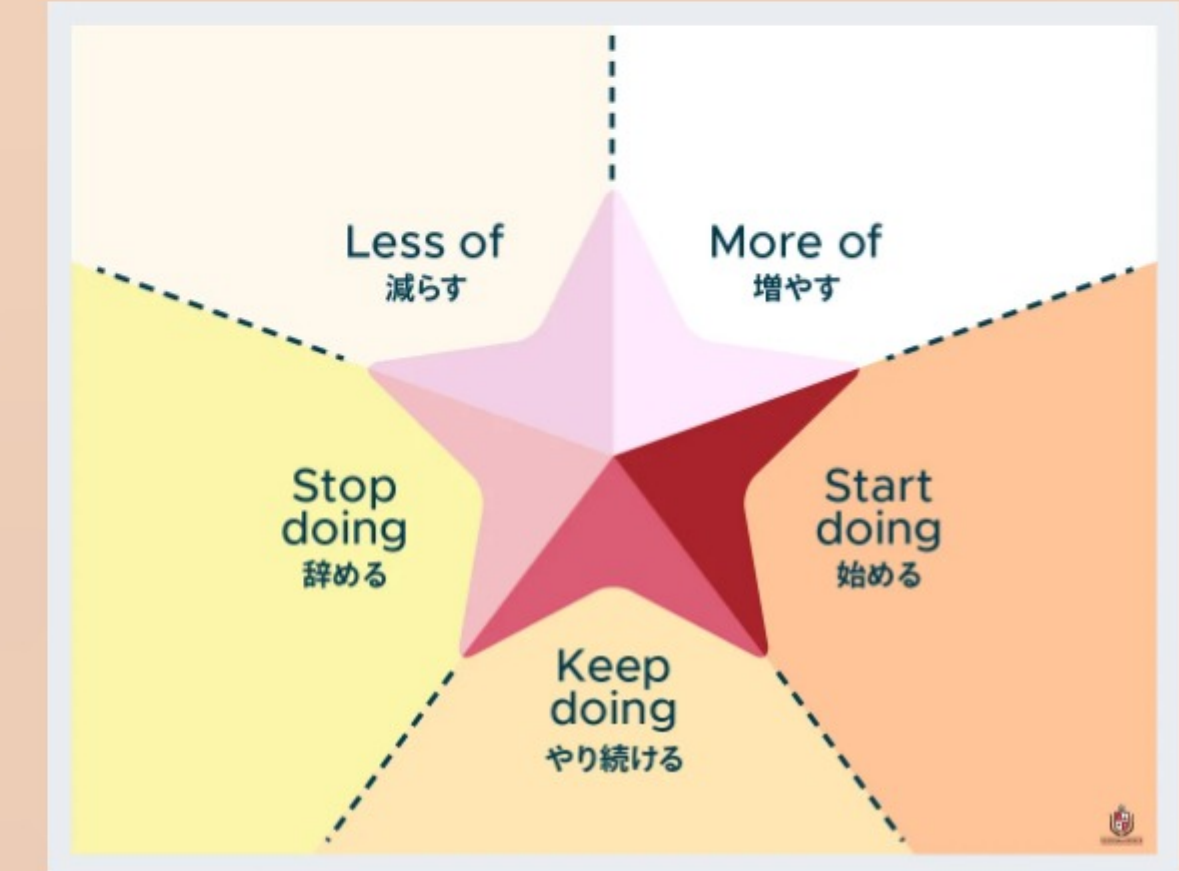 Less of
減らす
More of
増やす
Stop
doing
辞める
Start
doing
始める
Keep
doing
やり続ける